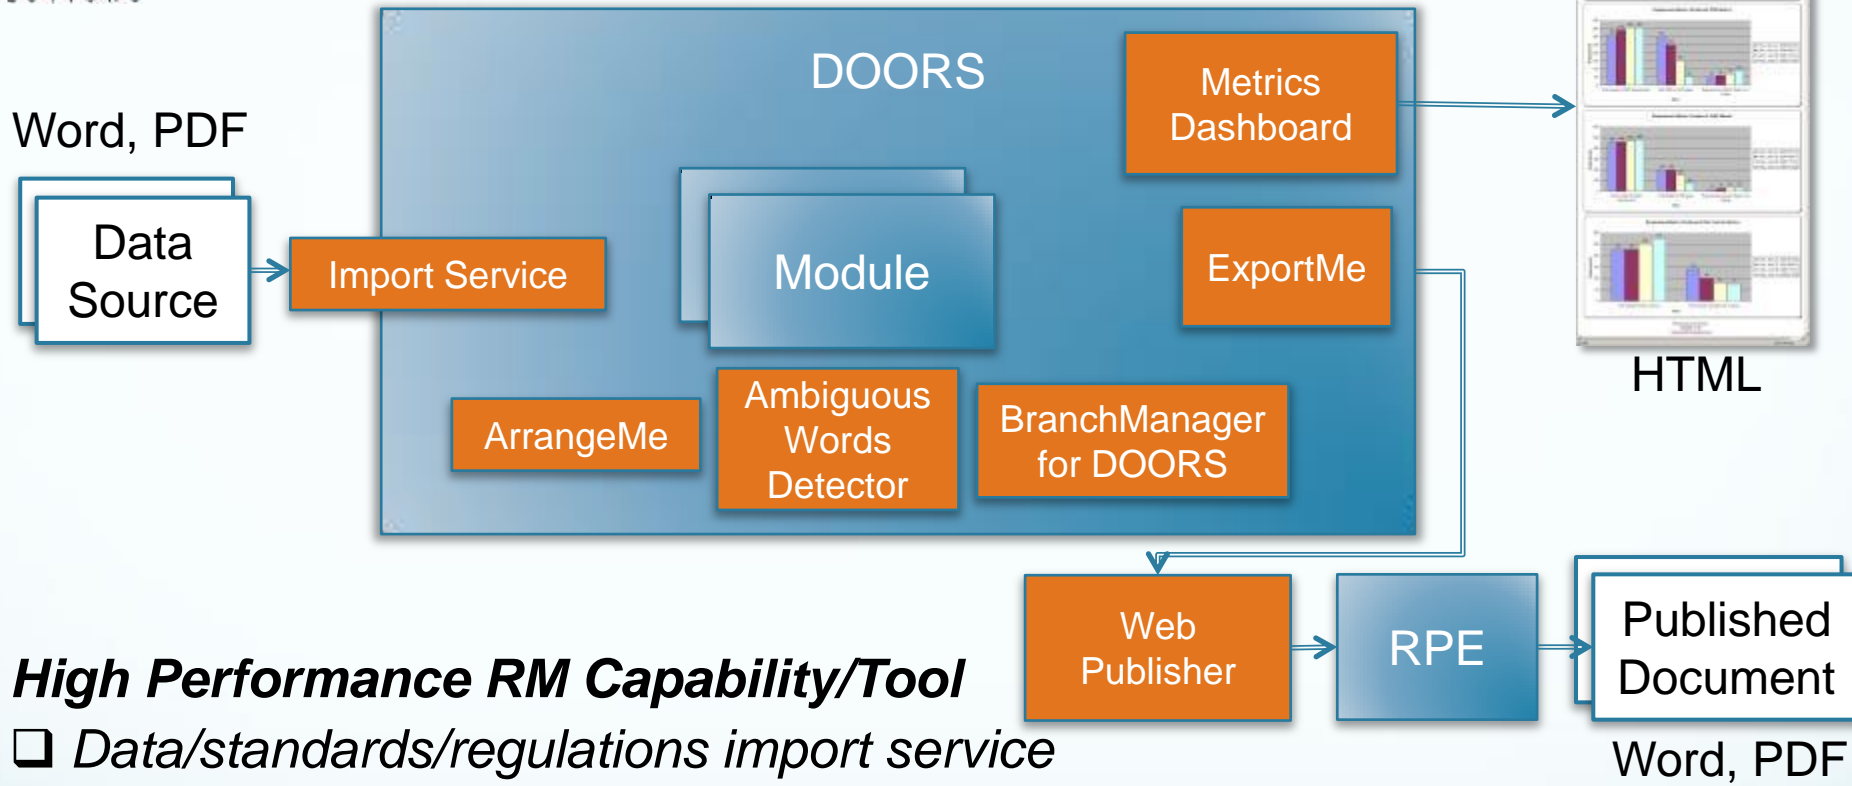 DOORS
Metrics
Dashboard
Word, PDF
Data
Source
Import Service
Module
ExportMe
HTML
ArrangeMe
Ambiguous
Words
Detector
BranchManager
for DOORS
Web
Publisher
RPE
Published
Document
Word, PDF
High Performance RM Capability/Tool
Data/standards/regulations import service